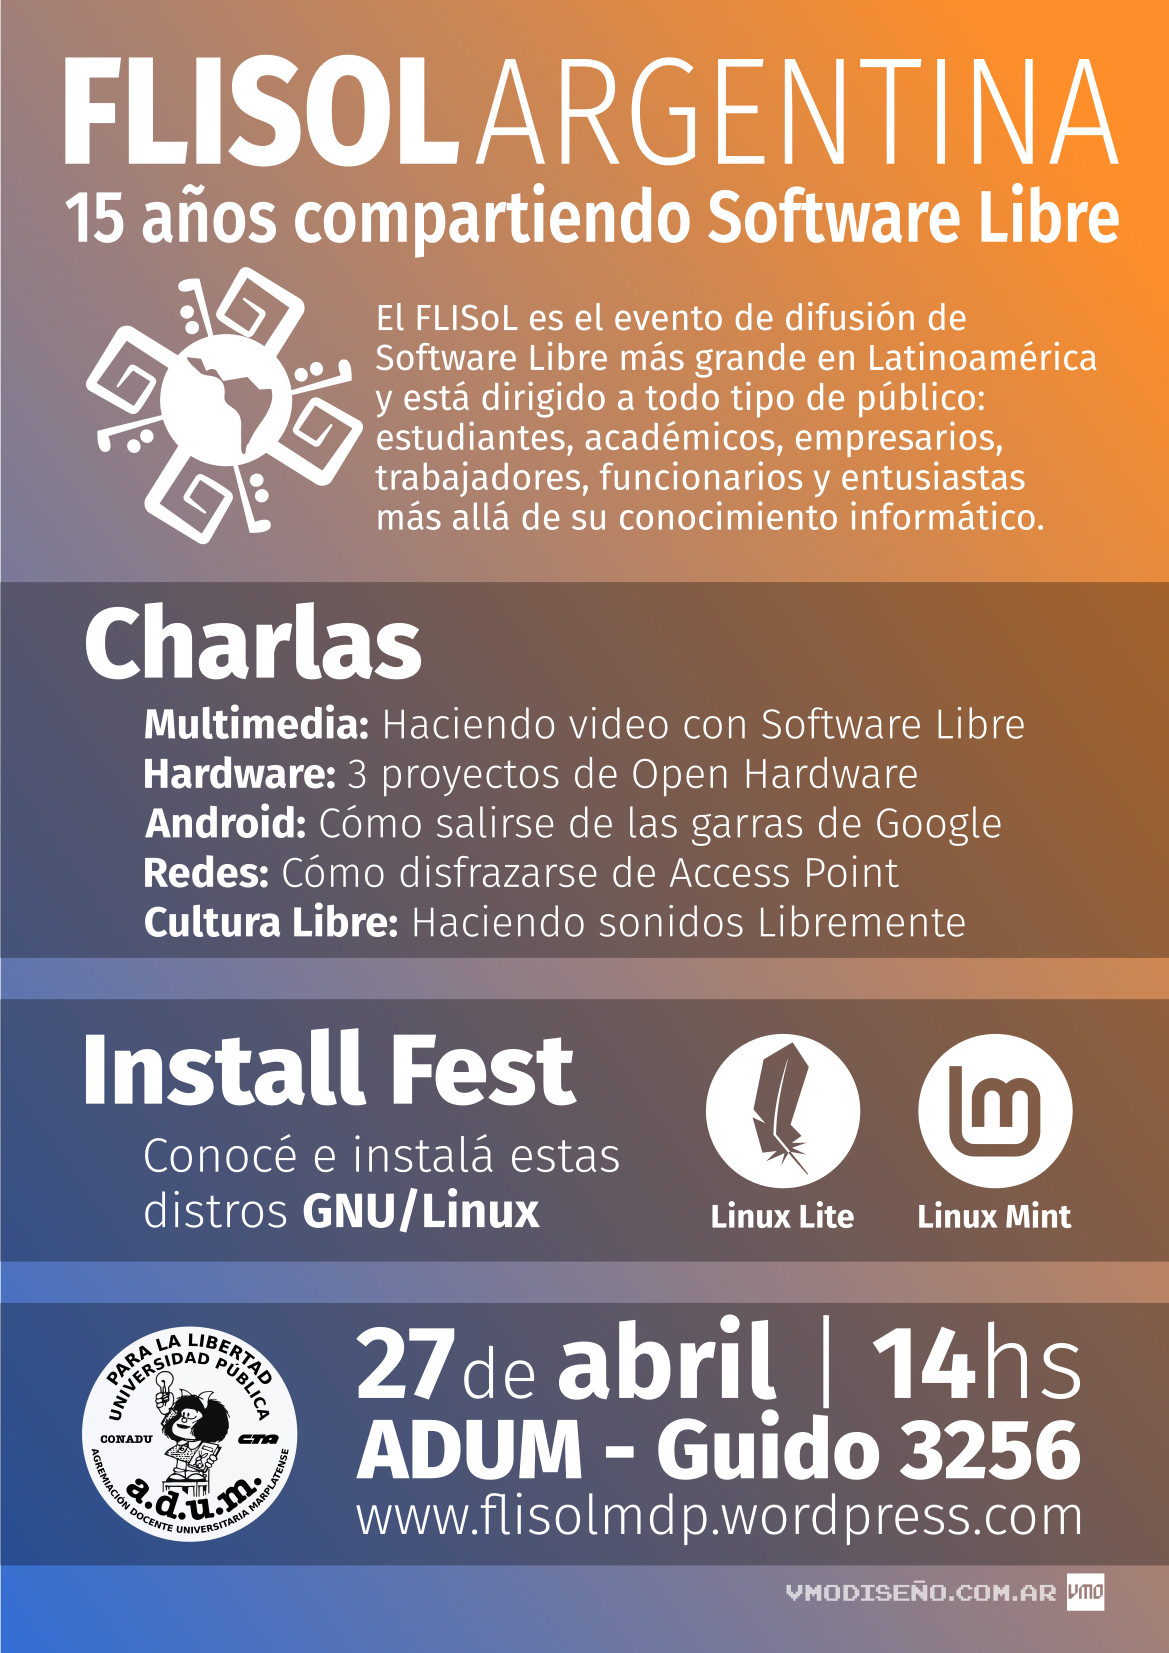 FLISOL ARGENTINA
15 años compartiendo Software Libre
El FLISoL es el evento de difusión de
Software Libre más grande en Latinoamérica
y está dirigido a todo tipo de público:
estudiantes, académicos, empresarios,
trabajadores, funcionarios y entusiastas
más allá de su conocimiento informático.
Charlas
Multimedia: Haciendo video con Software Libre
Hardware: 3 proyectos de Open Hardware
Android: Cómo salirse de las garras de Google
Redes: Cómo disfrazarse de Access Point
Cultura Libre: Haciendo sonidos Libremente
Install Fest
Conocé e instalá estas
distros GNU/Linux
Linux Lite
Linux Mint
PARA LA LIBERTAD
UNIVERSIDAD PÚBLICA
CONADU
CTA
a.d.u.m.
AGREMIACIÓN DOCENTE UNIVERSITARIA MARPLATENSE
27 de abril | 14hs
ADUM - Guido 3256
www.flisolmdp.wordpress.com
VMODISEÑO.COM.AR
VMD